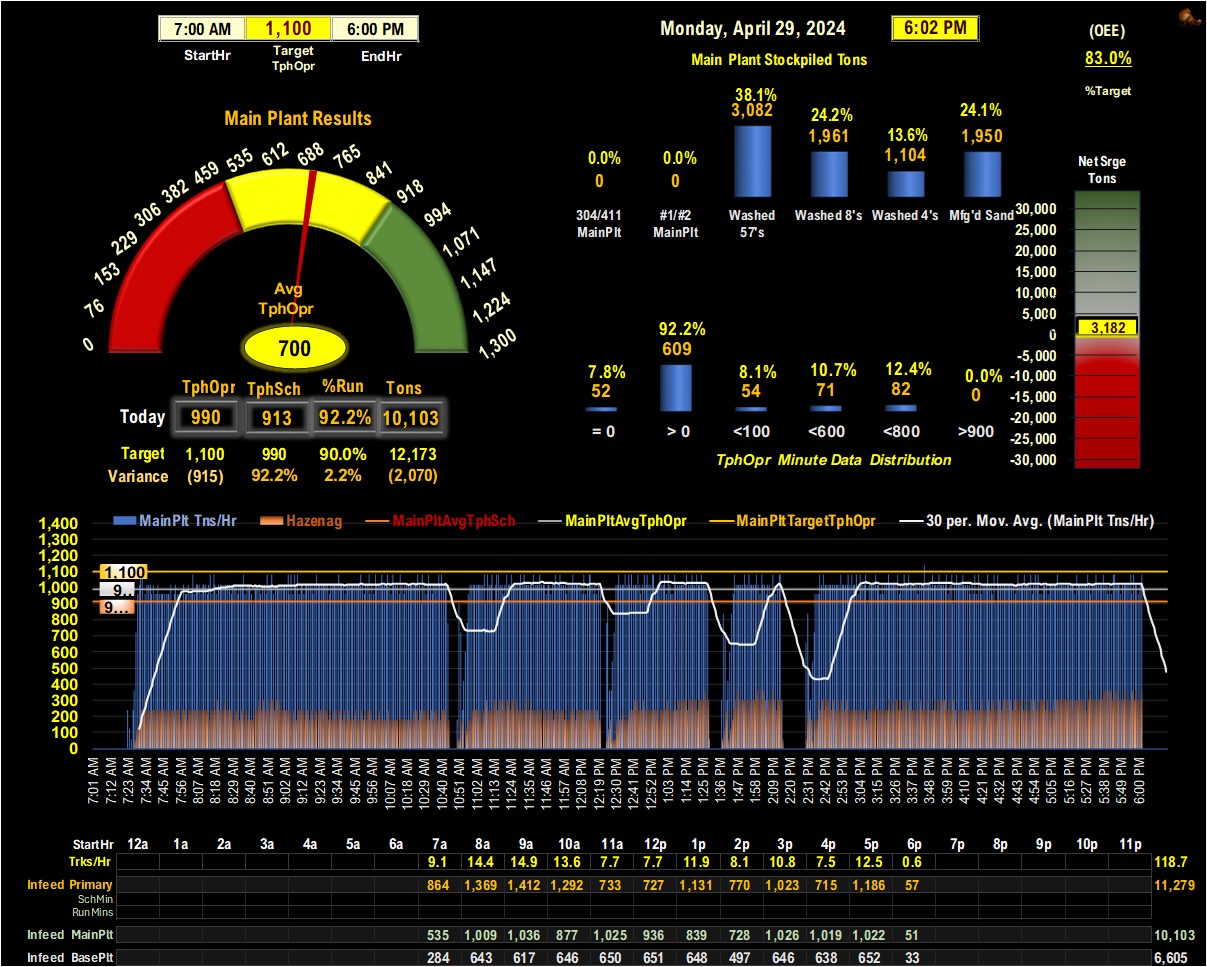 7:00 AM 1,100 6:00 PM
StartHr Target TphOpr EndHr
Monday, April 29, 2024 6:02 PM
Main Plant Stockpiled Tons
(OEE)
83.0%
%Target
Main Plant Results
0 76 153 229 306 382 459 535 612 688 765 841 918 994 1,071 1,147 1,224 1,300
Avg
TphOpr
700
0.0% 0.0% 38.1% 24.2% 13.6% 24.1%
0 0 3,082 1,961 1,104 1,950
304/411 MainPlt #1/#2 MainPlt Washed 57's Washed 8's Washed 4's Mfg'd Sand
Net Srge
Tons
30,000
25,000
20,000
15,000
10,000
5,000
0
-5,000
-10,000
-15,000
-20,000
-25,000
-30,000
3,182
TphOpr TphSch %Run Tons
Today 990 913 92.2% 10,103
Target 1,100 990 90.0% 12,173
Variance (915) 92.2% 2.2% (2,070)
7.8% 92.2% 8.1% 10.7% 12.4% 0.0%
52 609 54 71 82 0
= 0 > 0 <100 <600 <800 >900
TphOpr Minute Data Distribution
MainPlt Tns/Hr Hazenag MainPltAvgTphSch MainPltAvgTphOpr MainPltTargetTphOpr 30 per. Mov. Avg. (MainPlt Tns/Hr)
1,400
1,300
1,200
1,100
1,000
900
800
700
600
500
400
300
200
100
0
1,100
9...
9...
7:01 AM 7:12 AM 7:23 AM 7:34 AM 7:45 AM 7:56 AM 8:07 AM 8:18 AM 8:29 AM 8:40 AM 8:51 AM 9:02 AM 9:12 AM 9:23 AM 9:34 AM 9:45 AM 9:56 AM 10:07 AM 10:18 AM 10:29 AM 10:40 AM 10:51 AM 11:02 AM 11:13 AM 11:24 AM 11:35 AM 11:46 AM 11:57 AM 12:08 PM 12:19 PM 12:30 PM 12:41 PM 12:52 PM 1:03 PM 1:14 PM 1:25 PM 1:36 PM 1:47 PM 1:58 PM 2:09 PM 2:20 PM 2:31 PM 2:42 PM 2:53 PM 3:04 PM 3:15 PM 3:26 PM 3:37 PM 3:48 PM 3:59 PM 4:10 PM 4:21 PM 4:32 PM 4:43 PM 4:54 PM 5:05 PM 5:16 PM 5:27 PM 5:38 PM 5:49 PM 6:00 PM
StartHr 12a 1a 2a 3a 4a 5a 6a 7a 8a 9a 10a 11a 12p 1p 2p 3p 4p 5p 6p 7p 8p 9p 10p 11p
Trks/Hr 9.1 14.4 14.9 13.6 7.7 7.7 11.9 8.1 10.8 7.5 12.5 0.6 118.7
Infeed Primary 864 1,369 1,412 1,292 733 727 1,131 770 1,023 715 1,186 57 11,279
SchMin
RunMins
Infeed MainPlt 535 1,009 1,036 877 1,025 936 839 728 1,026 1,019 1,022 51 10,103
Infeed BasePlt 284 643 617 646 650 651 648 497 646 638 652 33 6,605